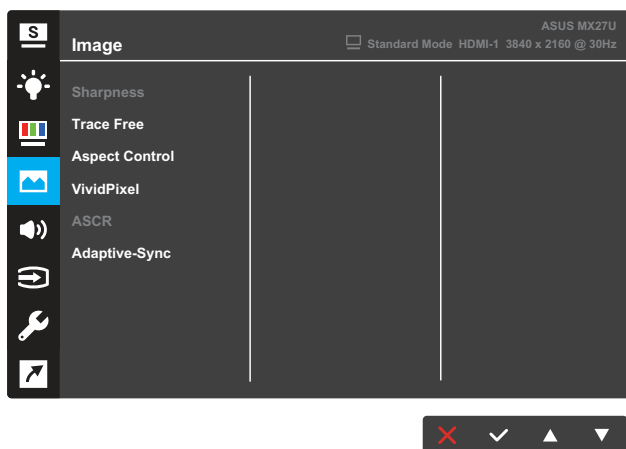 S
ASUS MX27U
Image
Standard Mode HDMI-1 3840 x 2160 @ 30Hz
Sharpness
Trace Free
Aspect Control
VividPixel
ASCR
Adaptive-Sync